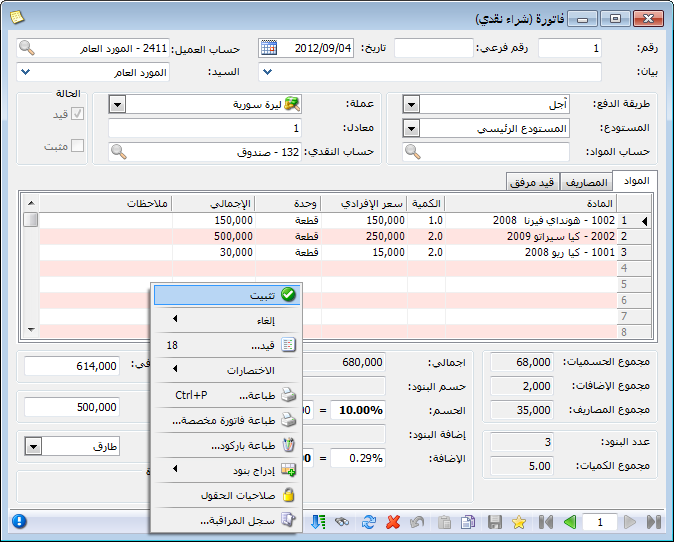 فاتورة (شراء نقدي)
رقم: 1 رقم فرعي: تاريخ: 2012/09/04 حساب العميل: 2411 - المورد العام
بيان: السيد: المورد العام
طريقة الدفع: آجل عملة: ليرة سورية الحالة
المستودع: المستودع الرئيسي معادل: 1 قيد
حساب المواد: حساب النقدي: 132 - صندوق مثبت
المواد المصاريف قيد مرفق
المادة الكمية سعر الإفرادي وحدة الإجمالي ملاحظات
1 1002 - هونداي فيرنا 2008 1.0 150,000 قطعة 150,000
2 2002 - كيا سيراتو 2009 2.0 250,000 قطعة 500,000
3 1001 - كيا ريو 2008 2.0 15,000 قطعة 30,000
4
5
6
7
8
تثبيت
إلغاء
قيد... 18
الاختصارات
طباعة... Ctrl+P
طباعة فاتورة مخصصة...
طباعة باركود...
إدراج بنود
صلاحيات الحقول
سجل المراقبة...
مجموع الحسميات: 68,000 اجمالي: 680,000 614,000
مجموع الإضافات: 2,000 حسم البنود:
مجموع المصاريف: 35,000 الحسم: 10.00% = 500,000
إضافة البنود:
عدد البنود: 3 الإضافة: 0.29% = طارق
مجموع الكميات: 5.00
1